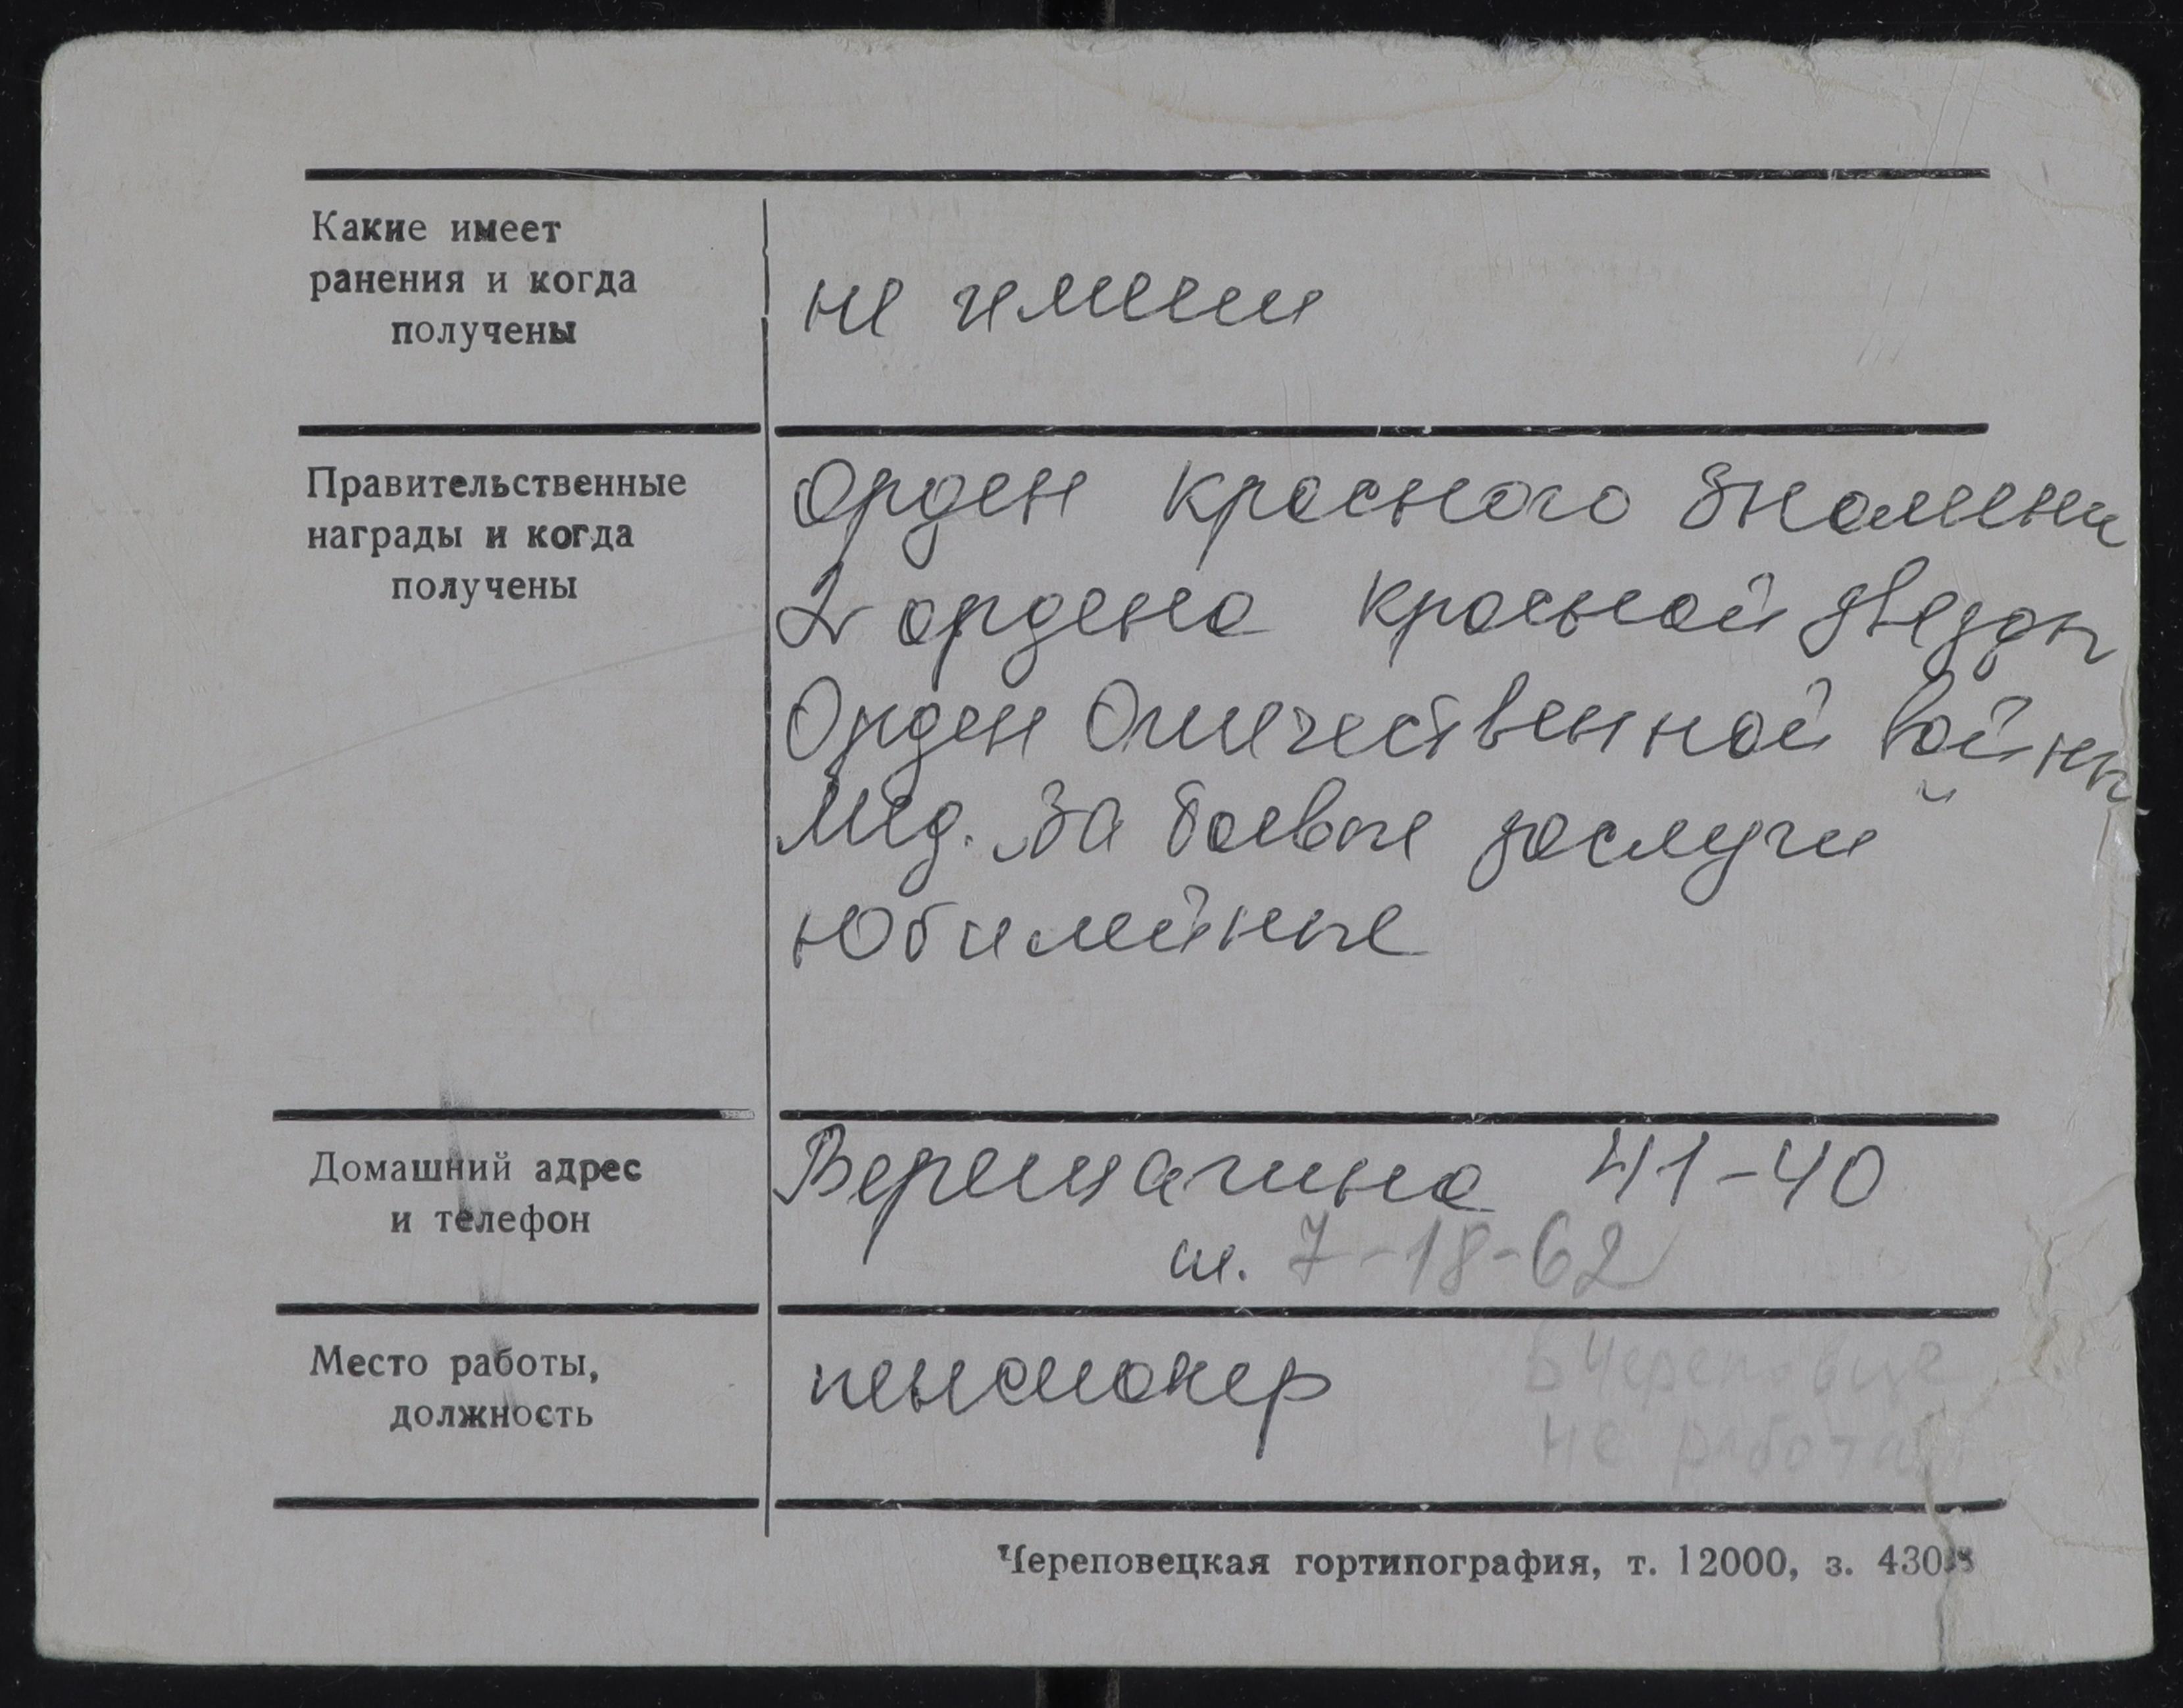 Какие имеет
ранения и когда
получены
не имеет
Правительственные
награды и когда
получены
Орден Красного Знамени
2 ордена Красной звезды
Орден Отечественной войны
Мед. За боевые заслуги
Юбилейные
Домашний адрес
и телефон
Верещагина 41-40
т. 7-18-62
Место работы,
должность
пенсионер
в Череповце
не работал
Череповецкая гортипография, т. 12000, з. 4308